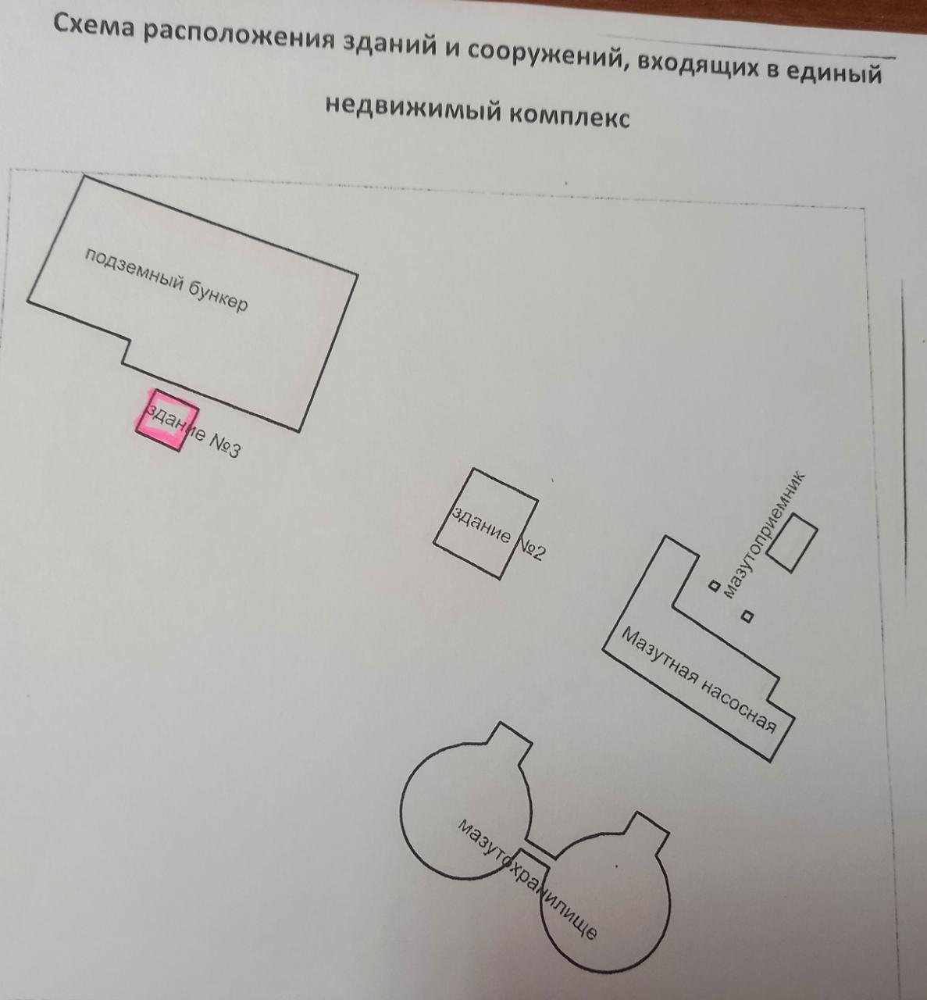 Схема расположения зданий и сооружений, входящих в единый
недвижимый комплекс
подземный бункер
здание №3
здание №2
мазутоприемник
Мазутная насосная
мазутохранилище